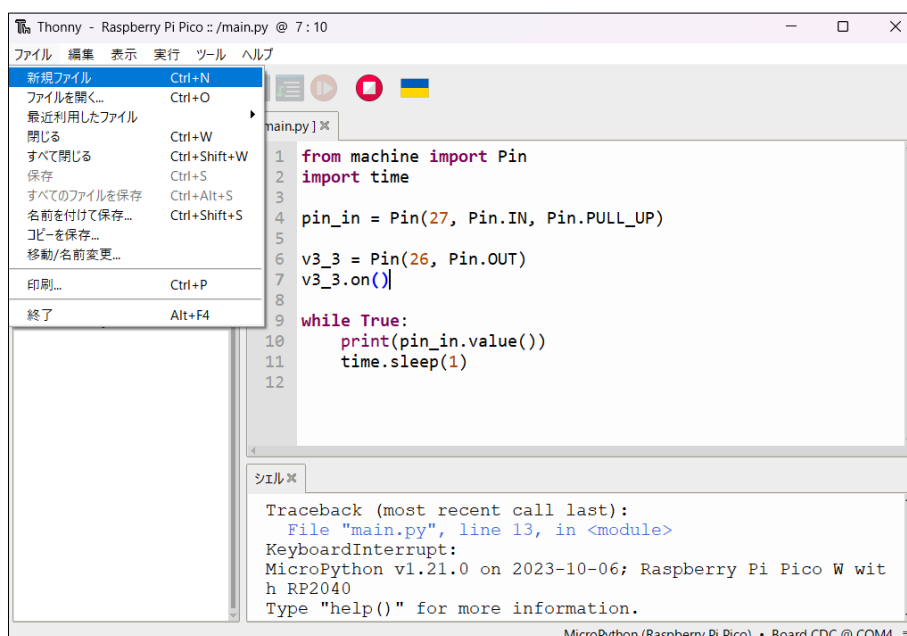 Thonny - Raspberry Pi Pico :: /main.py @ 7 : 10
ファイル 編集 表示 実行 ツール ヘルプ
新規ファイル Ctrl+N
ファイルを開く... Ctrl+O
最近利用したファイル
閉じる Ctrl+W
すべて閉じる Ctrl+Shift+W
保存 Ctrl+S
すべてのファイルを保存 Ctrl+Alt+S
名前を付けて保存... Ctrl+Shift+S
コピーを保存...
移動/名前変更...
印刷... Ctrl+P
終了 Alt+F4
main.py ]
1 from machine import Pin
2 import time
3
4 pin_in = Pin(27, Pin.IN, Pin.PULL_UP)
5
6 v3_3 = Pin(26, Pin.OUT)
7 v3_3.on()
8
9 while True:
10     print(pin_in.value())
11     time.sleep(1)
12
シェル
Traceback (most recent call last):
  File "main.py", line 13, in <module>
KeyboardInterrupt:
MicroPython v1.21.0 on 2023-10-06; Raspberry Pi Pico W wit
h RP2040
Type "help()" for more information.
MicroPython (Raspberry Pi Pico) • Board CDC @ COM4